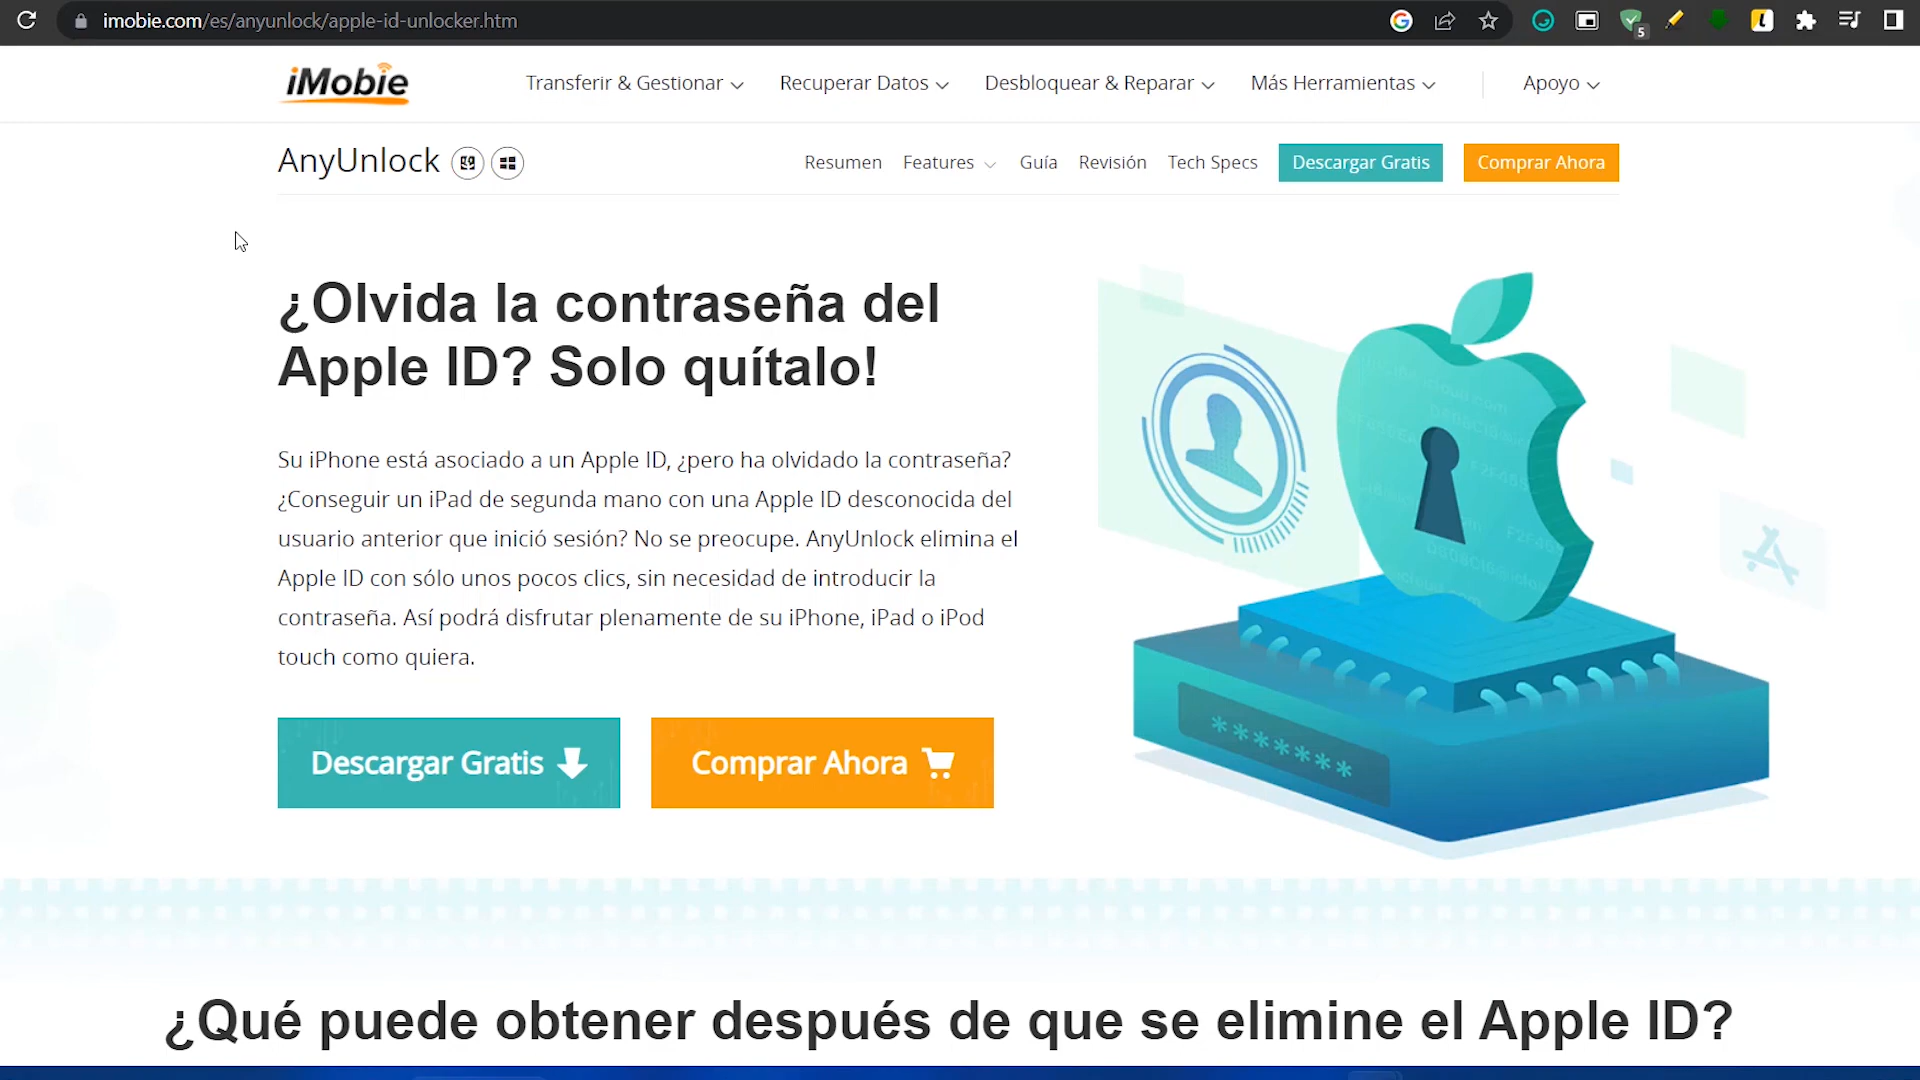 imobie.com/es/anyunlock/apple-id-unlocker.htm
5
iMobie
Transferir & Gestionar
Recuperar Datos
Desbloquear & Reparar
Más Herramientas
Apoyo
AnyUnlock
Resumen
Features
Guía
Revisión
Tech Specs
Descargar Gratis
Comprar Ahora
¿Olvida la contraseña del
Apple ID? Solo quítalo!
Su iPhone está asociado a un Apple ID, ¿pero ha olvidado la contraseña?
¿Conseguir un iPad de segunda mano con una Apple ID desconocida del
usuario anterior que inició sesión? No se preocupe. AnyUnlock elimina el
Apple ID con sólo unos pocos clics, sin necesidad de introducir la
contraseña. Así podrá disfrutar plenamente de su iPhone, iPad o iPod
touch como quiera.
Descargar Gratis
Comprar Ahora
*******
¿Qué puede obtener después de que se elimine el Apple ID?